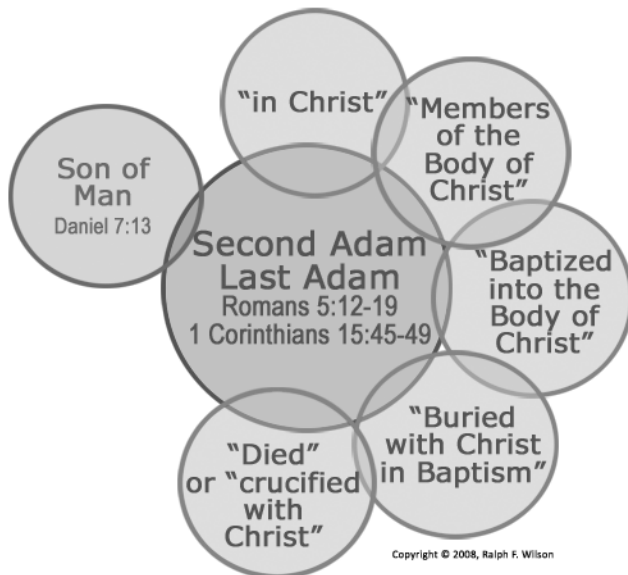 “in Christ”
“Members
of the
Body of
Christ”
Son of
Man
Daniel 7:13
Second Adam
Last Adam
Romans 5:12-19
1 Corinthians 15:45-49
“Baptized
into the
Body of
Christ”
“Buried
with Christ
in Baptism”
“Died”
or “crucified
with
Christ”
Copyright © 2008, Ralph F. Wilson